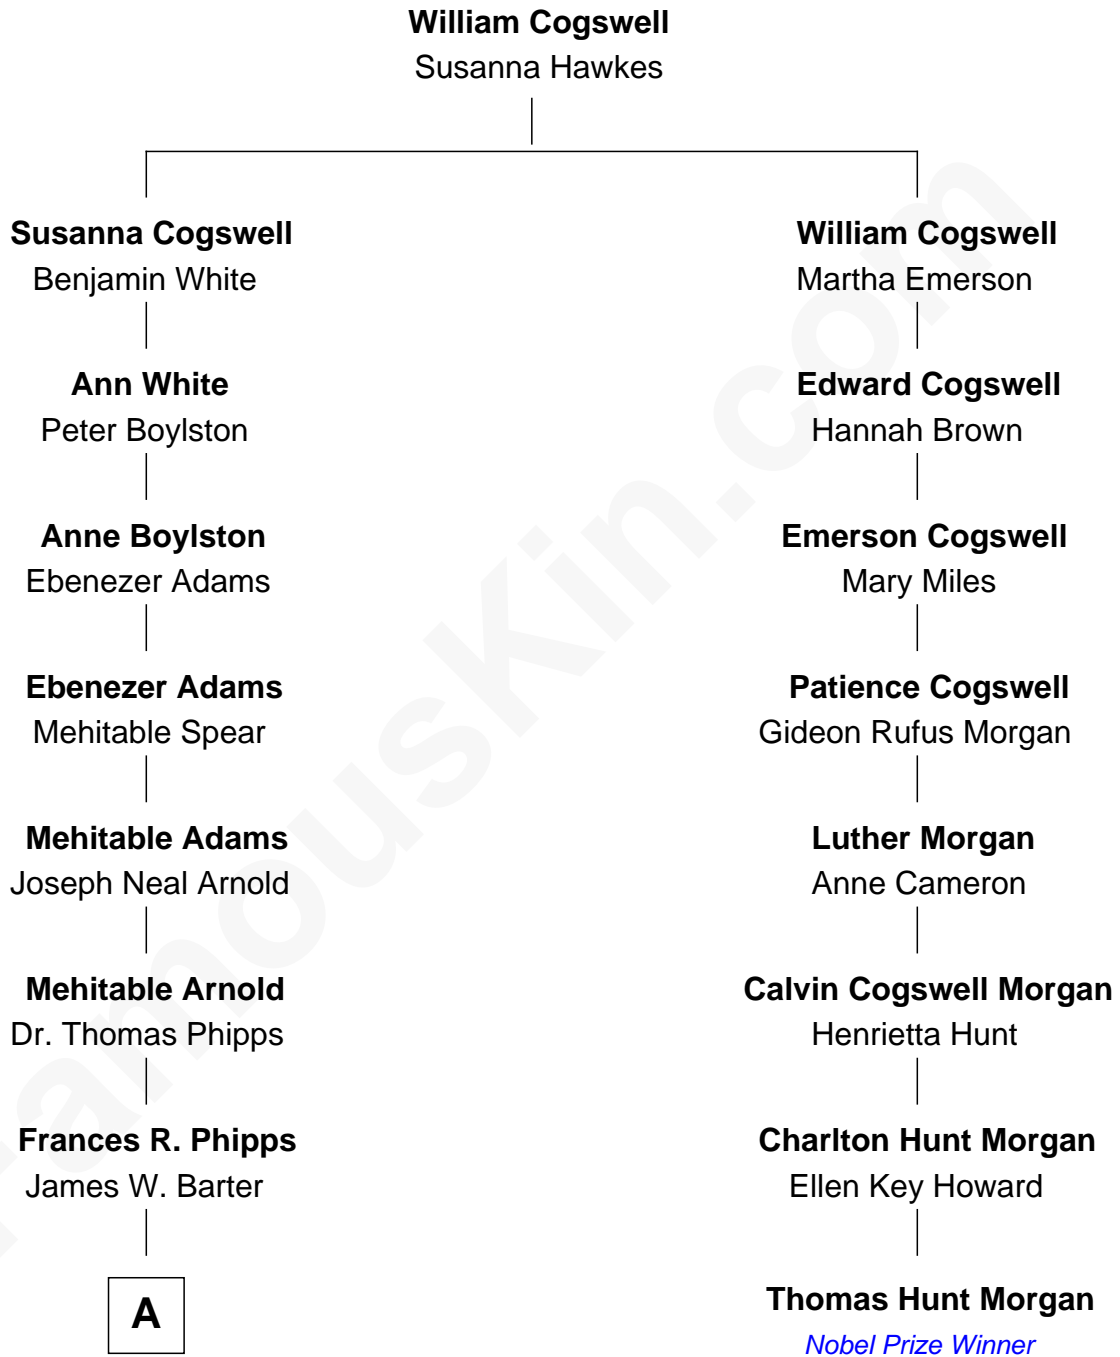 William Cogswell
Susanna Hawkes
Susanna Cogswell
Benjamin White
William Cogswell
Martha Emerson
Ann White
Peter Boylston
Edward Cogswell
Hannah Brown
Anne Boylston
Ebenezer Adams
Emerson Cogswell
Mary Miles
Ebenezer Adams
Mehitable Spear
Patience Cogswell
Gideon Rufus Morgan
Mehitable Adams
Joseph Neal Arnold
Luther Morgan
Anne Cameron
Mehitable Arnold
Dr. Thomas Phipps
Calvin Cogswell Morgan
Henrietta Hunt
Frances R. Phipps
James W. Barter
Charlton Hunt Morgan
Ellen Key Howard
A
Thomas Hunt Morgan
Nobel Prize Winner
FamousKin.com